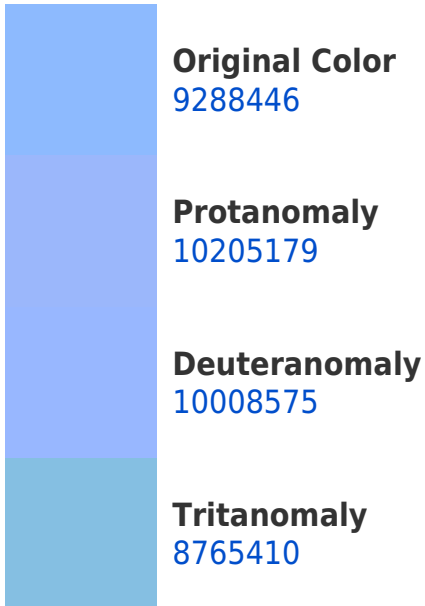 Original Color
9288446
Protanomaly
10205179
Deuteranomaly
10008575
Tritanomaly
8765410